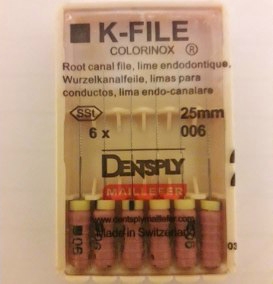 K-FILE
COLORINOX ®
Root canal file, lime endodontique,
Wurzelkanalfeile, limas para
conductos, lima endo-canalare
SSt 25mm
6 x 006
DENTSPLY
MAILLEFER
www.dentsplymaillefer.com
Made in Switzerland